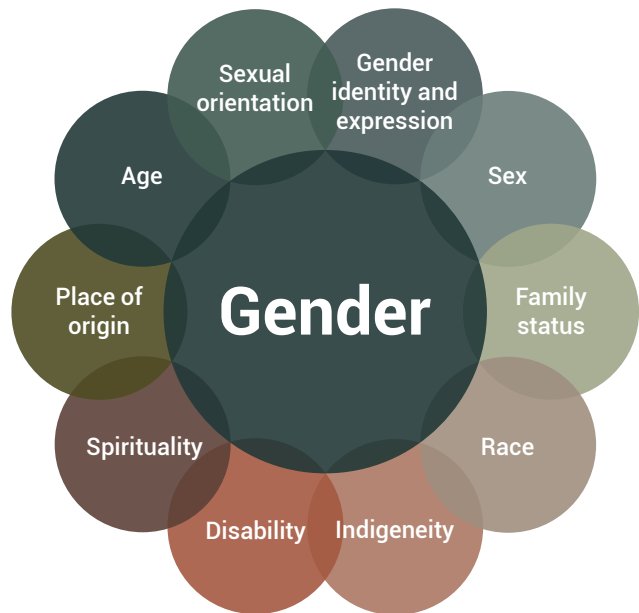 Sexual
orientation
Gender
identity and
expression
Age
Sex
Place of
origin
Gender
Family
status
Spirituality
Race
Disability
Indigeneity